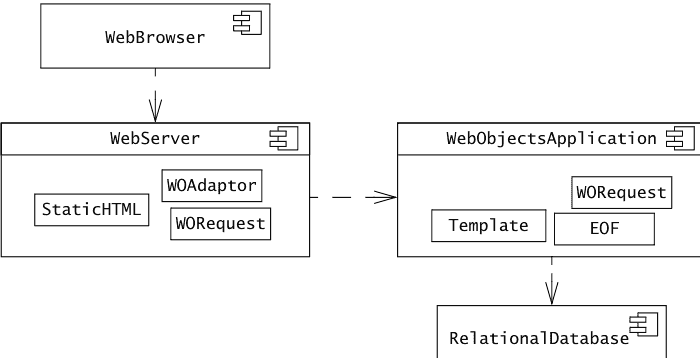 WebBrowser
WebServer
WOAdaptor
StaticHTML
WORequest
WebObjectsApplication
WORequest
Template
EOF
RelationalDatabase